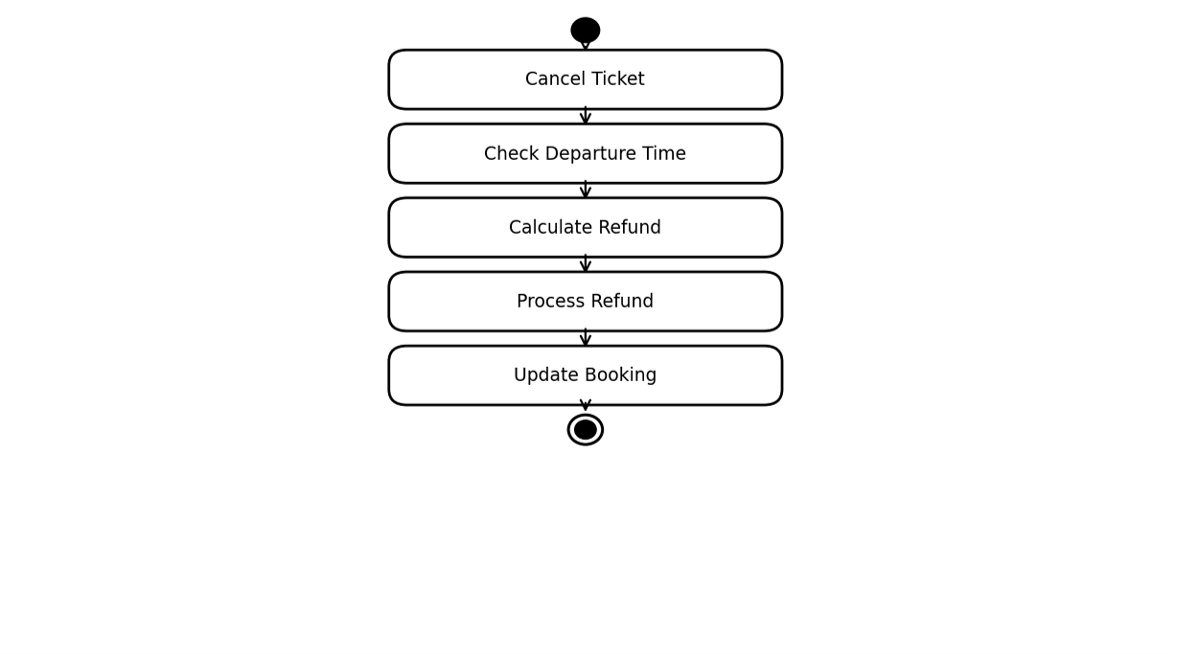 Cancel Ticket
Check Departure Time
Calculate Refund
Process Refund
Update Booking